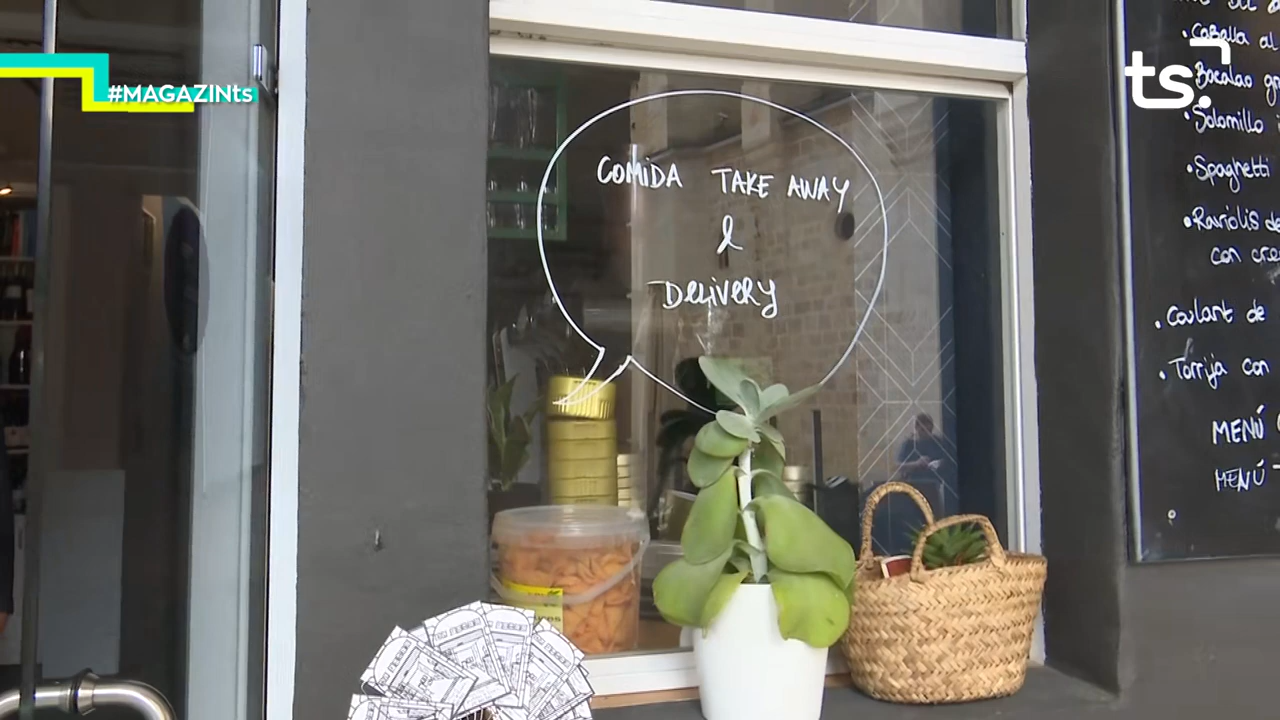 #MAGAZINts
ts.
COMIDA TAKE AWAY
&
DELIVERY
• Caballa al
• Bacalao
• Solomillo
• Spaghetti
• Raviolis de
con
• Coulant de
• Torrija con
MENÚ
MENÚ